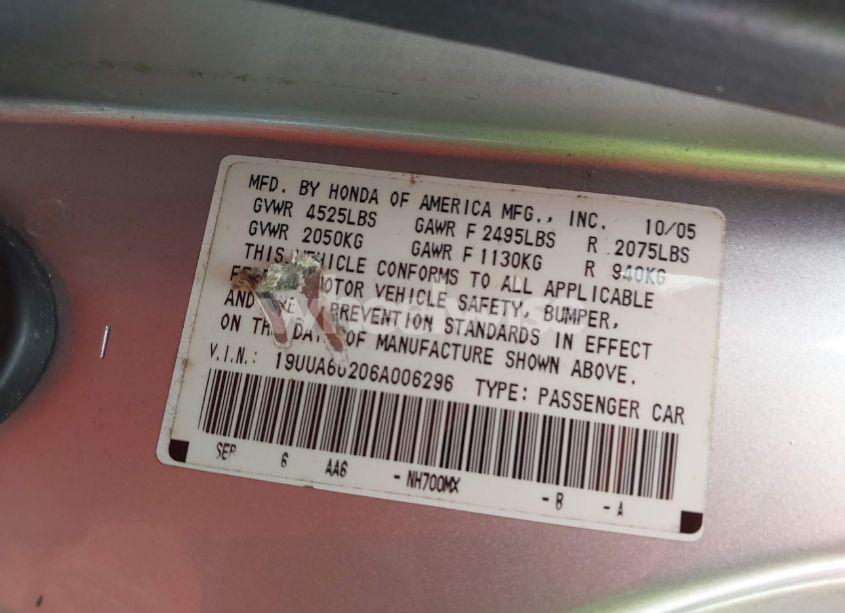 MFD. BY HONDA OF AMERICA MFG., INC. 10/05
GVWR 4525LBS GAWR F 2495LBS R 2075LBS
GVWR 2050KG GAWR F 1130KG R 940KG
THIS VEHICLE CONFORMS TO ALL APPLICABLE
MOTOR VEHICLE SAFETY, BUMPER,
AND PREVENTION STANDARDS IN EFFECT
ON THE DATE OF MANUFACTURE SHOWN ABOVE.
V.I.N.: 19UUA60206A006296 TYPE: PASSENGER CAR
SEP 6 AA6 - NH700MX - B - A